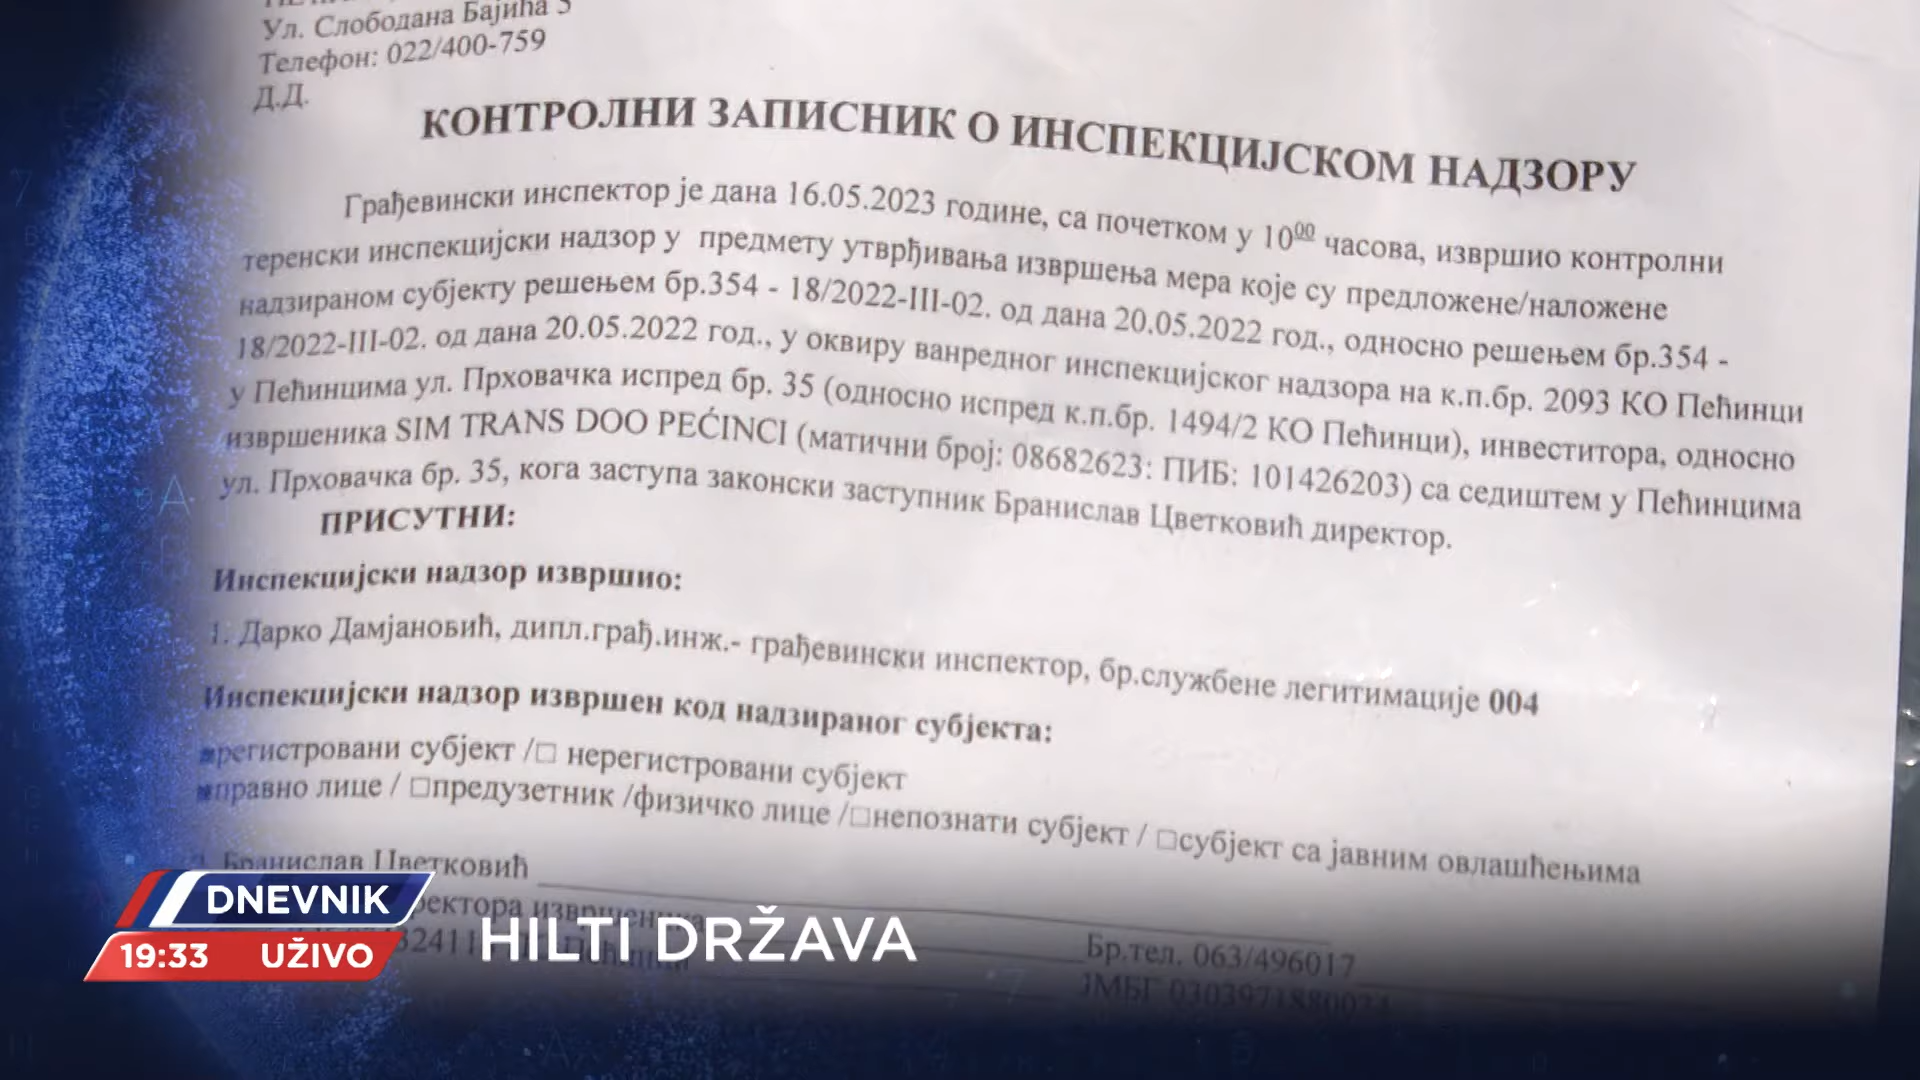 Ул. Слободана Бајића 5
Телефон: 022/400-759
Д.Д.
КОНТРОЛНИ ЗАПИСНИК О ИНСПЕКЦИЈСКОМ НАДЗОРУ
Грађевински инспектор је дана 16.05.2023 године, са почетком у 10⁰⁰ часова, извршио контролни
теренски инспекцијски надзор у предмету утврђивања извршења мера које су предложене/наложене
надзираном субјекту решењем бр.354 - 18/2022-III-02. од дана 20.05.2022 год., односно решењем бр.354 -
18/2022-III-02. од дана 20.05.2022 год., у оквиру ванредног инспекцијског надзора на к.п.бр. 2093 КО Пећинци
у Пећинцима ул. Прховачка испред бр. 35 (односно испред к.п.бр. 1494/2 КО Пећинци), инвеститора, односно
извршеника SIM TRANS DOO PEĆINCI (матични број: 08682623: ПИБ: 101426203) са седиштем у Пећинцима
ул. Прховачка бр. 35, кога заступа законски заступник Бранислав Цветковић директор.
ПРИСУТНИ:
Инспекцијски надзор извршио:
1. Дарко Дамјановић, дипл.грађ.инж.- грађевински инспектор, бр.службене легитимације 004
Инспекцијски надзор извршен код надзираног субјекта:
■регистровани субјект /□ нерегистровани субјект
■правно лице / □предузетник /физичко лице /□непознати субјект / □субјект са јавним овлашћењима
Бранислав Цветковић
извршеника
Бр.тел. 063/496017
ЈМБГ
DNEVNIK
19:33 UŽIVO
HILTI DRŽAVA